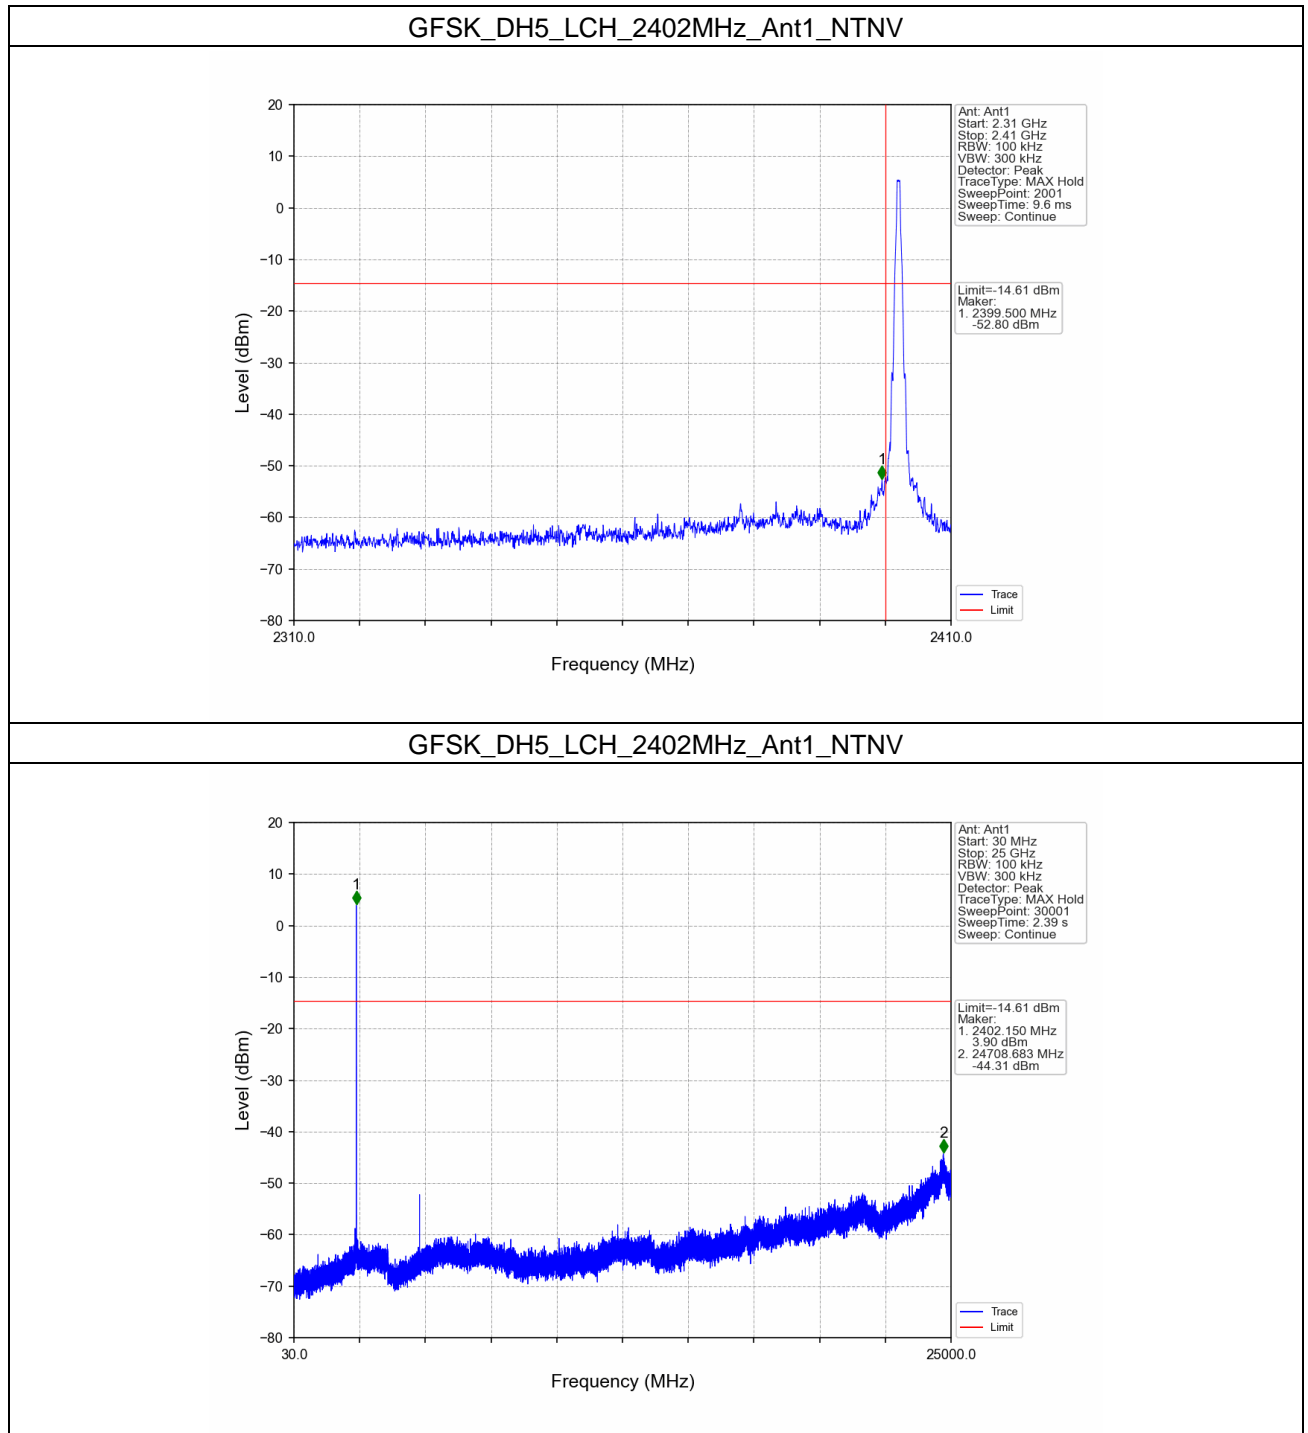 GFSK_DH5_LCH_2402MHz_Ant1_NTNV
20
10
0
−10
−20
−30
−40
−50
−60
−70
−80
Level (dBm)
1
2310.0
2410.0
Frequency (MHz)
Ant: Ant1
Start: 2.31 GHz
Stop: 2.41 GHz
RBW: 100 kHz
VBW: 300 kHz
Detector: Peak
TraceType: MAX Hold
SweepPoint: 2001
SweepTime: 9.6 ms
Sweep: Continue
Limit=-14.61 dBm
Maker:
1. 2399.500 MHz
-52.80 dBm
Trace
Limit
GFSK_DH5_LCH_2402MHz_Ant1_NTNV
20
10
0
−10
−20
−30
−40
−50
−60
−70
−80
Level (dBm)
1
2
30.0
25000.0
Frequency (MHz)
Ant: Ant1
Start: 30 MHz
Stop: 25 GHz
RBW: 100 kHz
VBW: 300 kHz
Detector: Peak
TraceType: MAX Hold
SweepPoint: 30001
SweepTime: 2.39 s
Sweep: Continue
Limit=-14.61 dBm
Maker:
1. 2402.150 MHz
3.90 dBm
2. 24708.683 MHz
-44.31 dBm
Trace
Limit